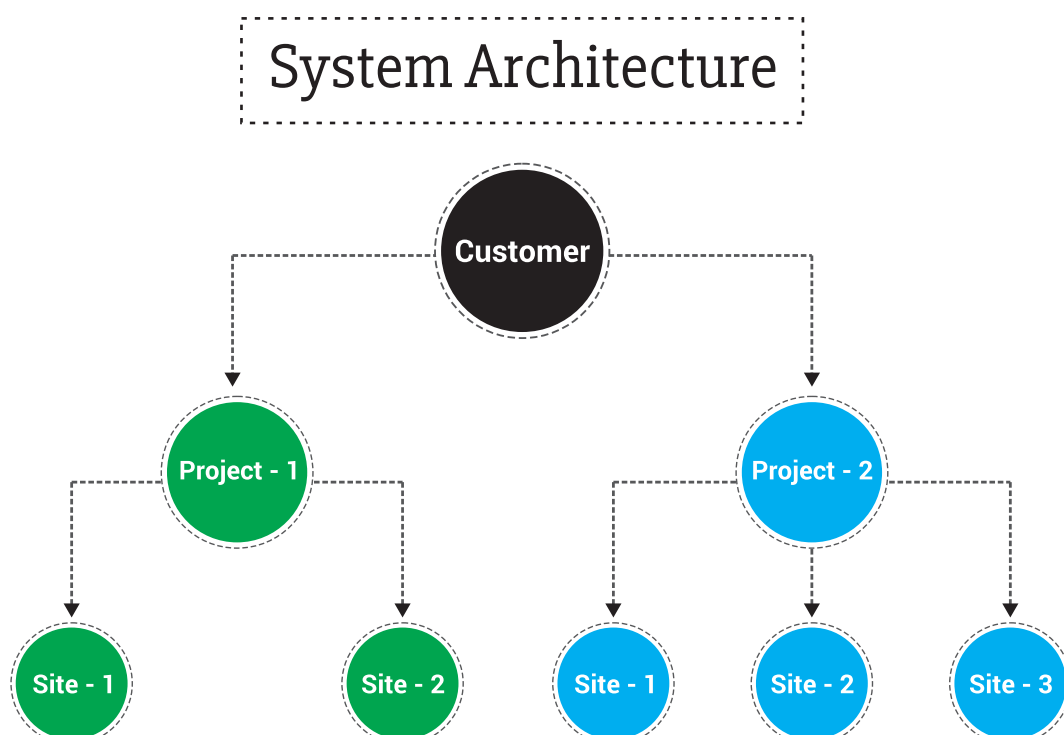 System Architecture
Customer
Project - 1
Project - 2
Site - 1
Site - 2
Site - 1
Site - 2
Site - 3